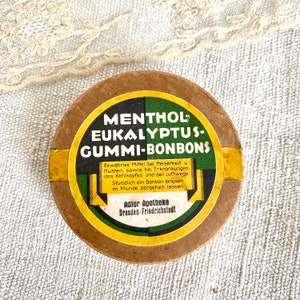 MENTHOL-
EUKALYPTUS-
GUMMI-BONBONS
Bewährtes Mittel bei Heiserkeit u.
Husten, sowie bei Erkrankungen
des Kehlkopfes und der Luftwege.
Stündlich ein Bonbon langsam
im Munde zergehen lassen.
Adler-Apotheke
Dresden-Friedrichstadt